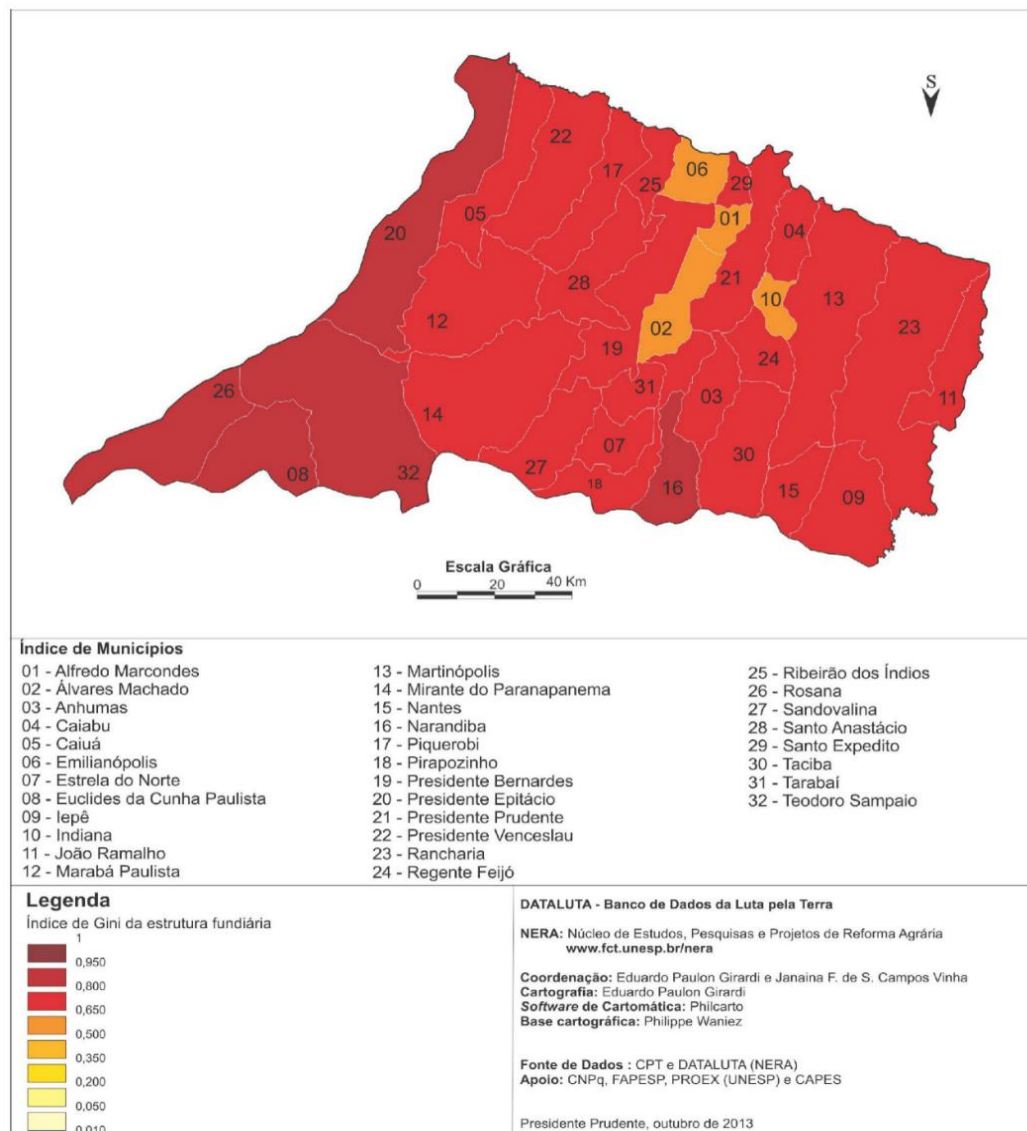 S
22
06
17
25
29
01
05
04
20
21
28
10
13
12
02
23
19
24
26
31
03
11
14
07
30
08
32
27
18
16
15
09
Escala Gráfica
0 20 40 Km
Índice de Municípios
01 - Alfredo Marcondes
02 - Álvares Machado
03 - Anhumas
04 - Caiabu
05 - Caiuá
06 - Emilianópolis
07 - Estrela do Norte
08 - Euclides da Cunha Paulista
09 - Iepê
10 - Indiana
11 - João Ramalho
12 - Marabá Paulista
13 - Martinópolis
14 - Mirante do Paranapanema
15 - Nantes
16 - Narandiba
17 - Piquerobi
18 - Pirapozinho
19 - Presidente Bernardes
20 - Presidente Epitácio
21 - Presidente Prudente
22 - Presidente Venceslau
23 - Rancharia
24 - Regente Feijó
25 - Ribeirão dos Índios
26 - Rosana
27 - Sandovalina
28 - Santo Anastácio
29 - Santo Expedito
30 - Taciba
31 - Tarabaí
32 - Teodoro Sampaio
Legenda
Índice de Gini da estrutura fundiária
1
0,950
0,800
0,650
0,500
0,350
0,200
0,050
0,010
DATALUTA - Banco de Dados da Luta pela Terra
NERA: Núcleo de Estudos, Pesquisas e Projetos de Reforma Agrária
www.fct.unesp.br/nera
Coordenação: Eduardo Paulon Girardi e Janaina F. de S. Campos Vinha
Cartografia: Eduardo Paulon Girardi
Software de Cartomática: Philcarto
Base cartográfica: Philippe Waniez
Fonte de Dados : CPT e DATALUTA (NERA)
Apoio: CNPq, FAPESP, PROEX (UNESP) e CAPES
Presidente Prudente, outubro de 2013